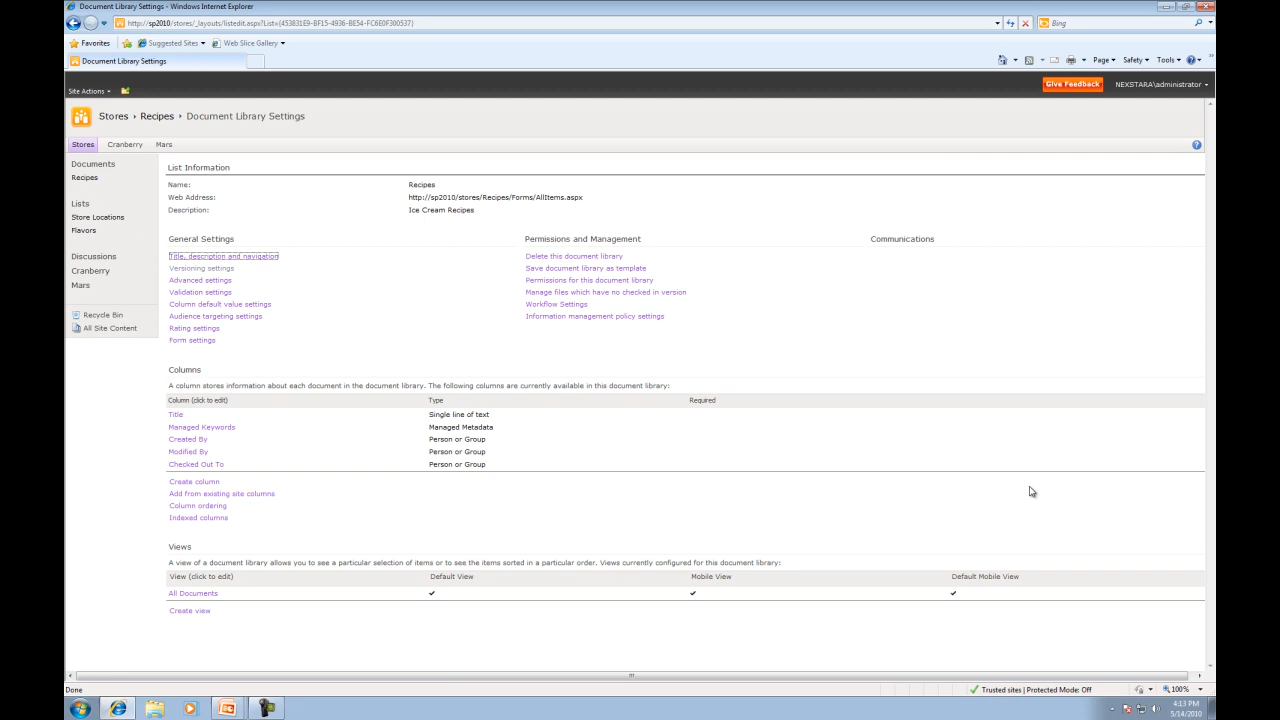 Document Library Settings - Windows Internet Explorer
http://sp2010/stores/_layouts/listedit.aspx?List={453831E9-BF15-4936-BE54-FC6E0F300537}
Bing
Favorites Suggested Sites Web Slice Gallery
Document Library Settings
Page Safety Tools
Site Actions
Give Feedback
NEXSTARA\administrator
Stores Recipes Document Library Settings
Stores Cranberry Mars
Documents
Recipes
Lists
Store Locations
Flavors
Discussions
Cranberry
Mars
Recycle Bin
All Site Content
List Information
Name: Recipes
Web Address: http://sp2010/stores/Recipes/Forms/AllItems.aspx
Description: Ice Cream Recipes
General Settings
Title, description and navigation
Versioning settings
Advanced settings
Validation settings
Column default value settings
Audience targeting settings
Rating settings
Form settings
Permissions and Management
Delete this document library
Save document library as template
Permissions for this document library
Manage files which have no checked in version
Workflow Settings
Information management policy settings
Communications
Columns
A column stores information about each document in the document library. The following columns are currently available in this document library:
Column (click to edit) Type Required
Title Single line of text
Managed Keywords Managed Metadata
Created By Person or Group
Modified By Person or Group
Checked Out To Person or Group
Create column
Add from existing site columns
Column ordering
Indexed columns
Views
A view of a document library allows you to see a particular selection of items or to see the items sorted in a particular order. Views currently configured for this document library:
View (click to edit) Default View Mobile View Default Mobile View
All Documents
Create view
Done
Trusted sites | Protected Mode: Off
100%
4:13 PM
5/14/2010